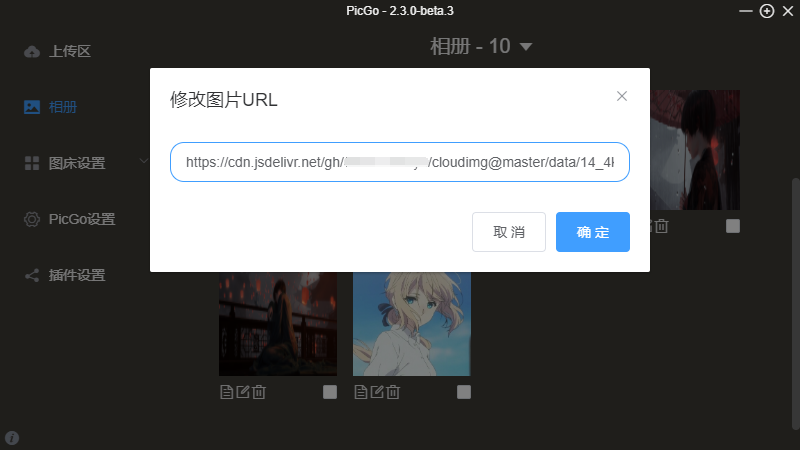 PicGo - 2.3.0-beta.3
上传区
相册 - 10
相册
图床设置
PicGo设置
插件设置
修改图片URL
https://cdn.jsdelivr.net/gh/ /cloudimg@master/data/14_4
取 消
确 定